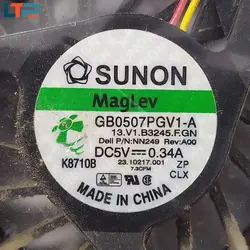 LTP
SUNON
MagLev
GB0507PGV1-A
13.V1.B3245.F.GN
Dell P/N:NN249 Rev:A00
DC5V 0.34A
23.10217.001 ZP
K8710B 7.3CFM CLX
MADE IN CHINA